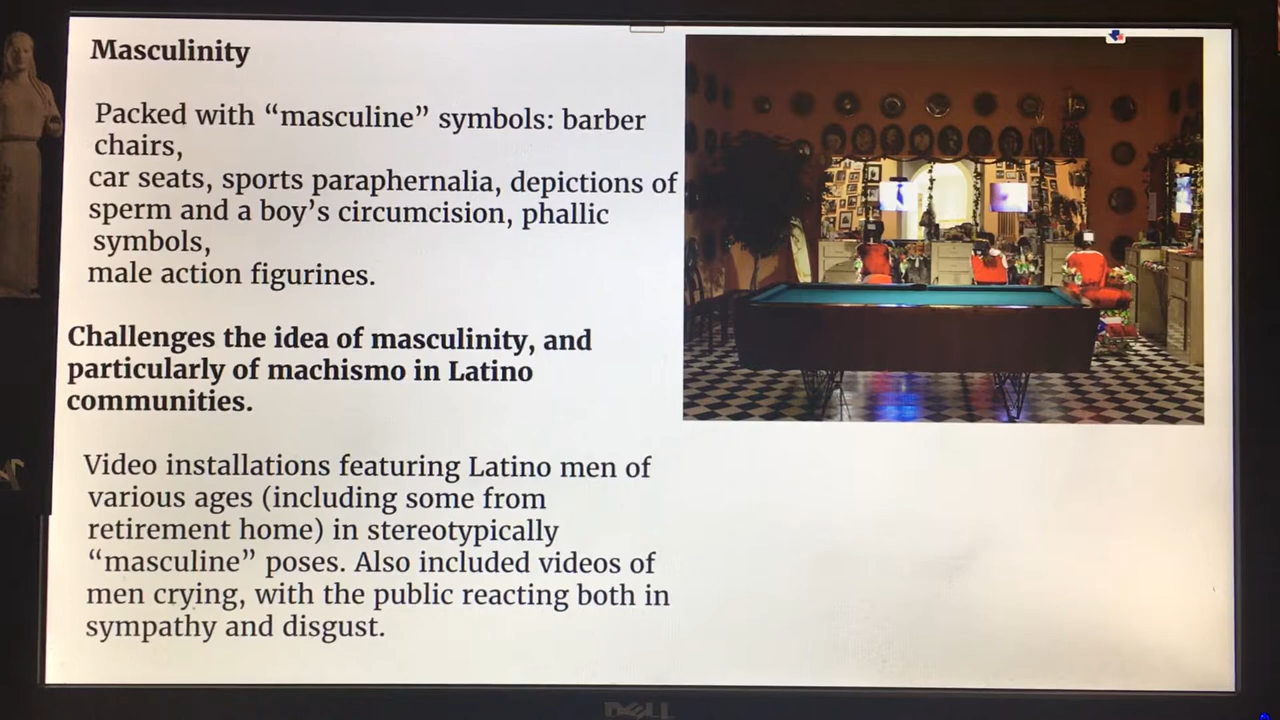 Masculinity
Packed with “masculine” symbols: barber
chairs,
car seats, sports paraphernalia, depictions of
sperm and a boy’s circumcision, phallic
symbols,
male action figurines.
Challenges the idea of masculinity, and
particularly of machismo in Latino
communities.
Video installations featuring Latino men of
various ages (including some from
retirement home) in stereotypically
“masculine” poses. Also included videos of
men crying, with the public reacting both in
sympathy and disgust.
DELL